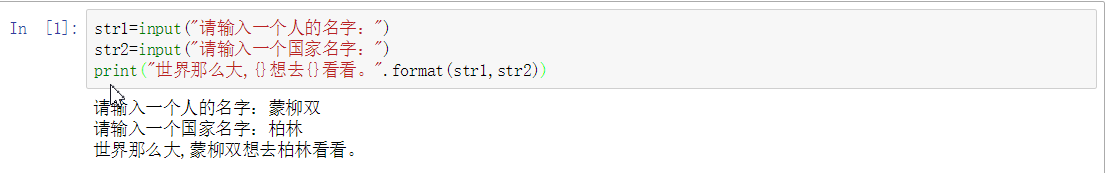 In [1]: str1=input("请输入一个人的名字：")
str2=input("请输入一个国家名字：")
print("世界那么大,{}想去{}看看。".format(str1,str2))
请输入一个人的名字：蒙柳双
请输入一个国家名字：柏林
世界那么大,蒙柳双想去柏林看看。